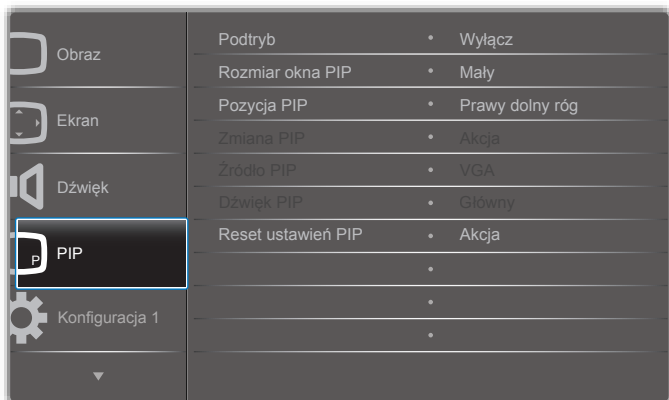 Obraz
Ekran
Dźwięk
P
PIP
Konfiguracja 1
Podtryb • Wyłącz
Rozmiar okna PIP • Mały
Pozycja PIP • Prawy dolny róg
Zmiana PIP • Akcja
Źródło PIP • VGA
Dźwięk PIP • Główny
Reset ustawień PIP • Akcja
•
•
•